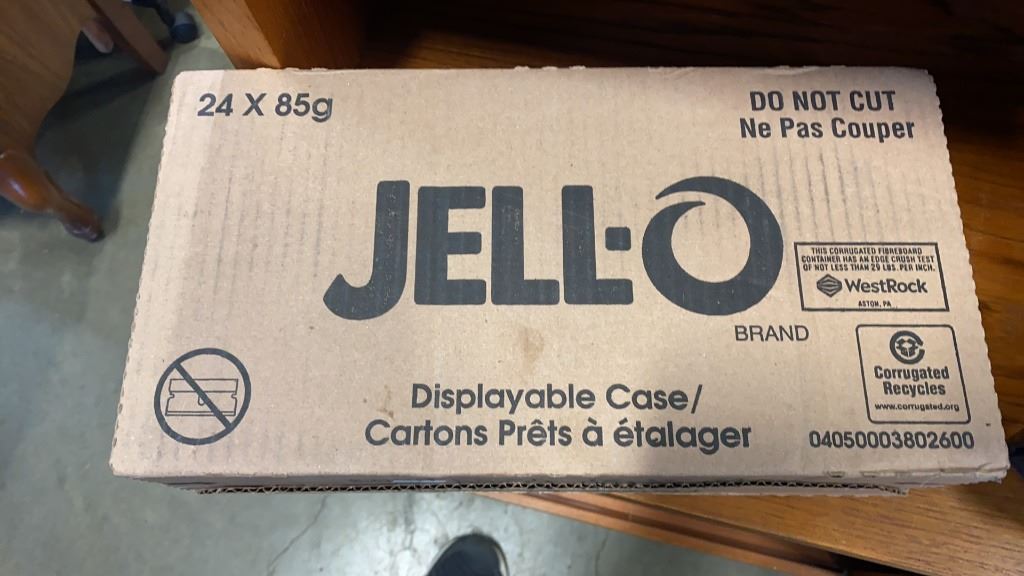 24 X 85g
DO NOT CUT
Ne Pas Couper
JELL-O
BRAND
THIS CORRUGATED FIBREBOARD
CONTAINER HAS AN EDGE CRUSH TEST
OF NOT LESS THAN 29 LBS. PER INCH.
WestRock
ASTON, PA
Corrugated
Recycles
www.corrugated.org
Displayable Case/
Cartons Prêts à étalager
04050003802600